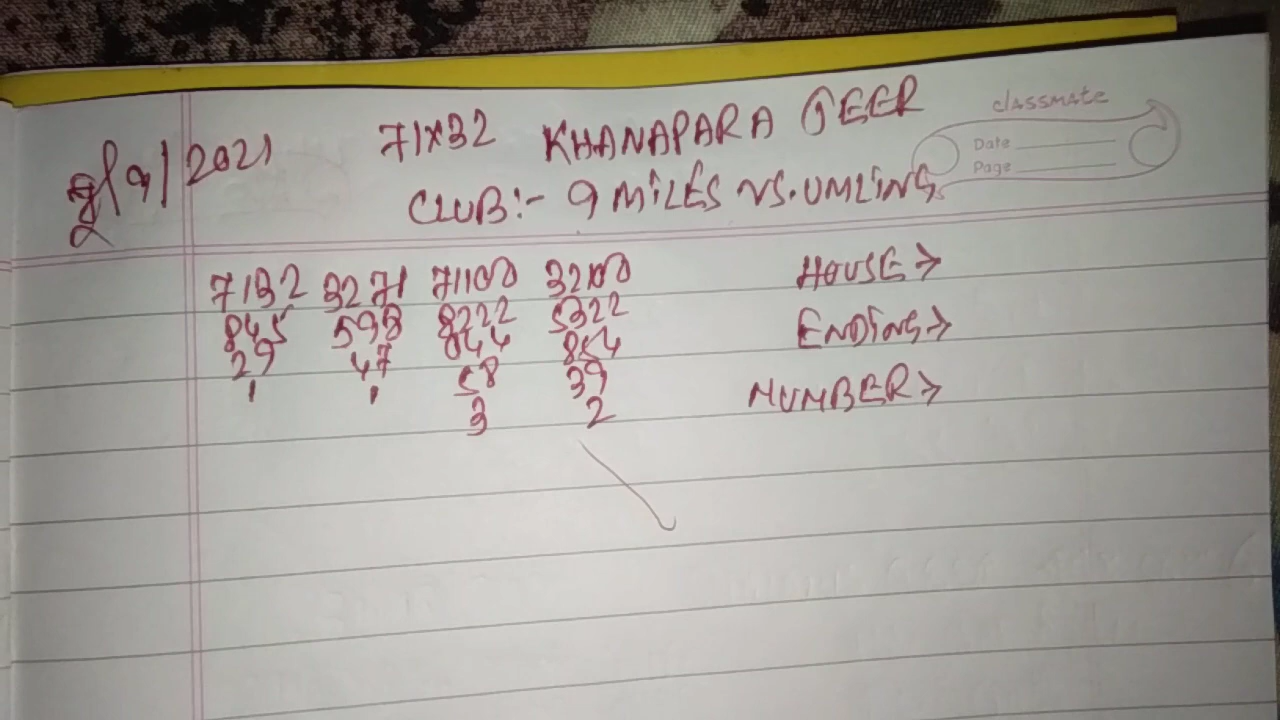 classmate
71x32 KHANAPARA TEER
Date
/9/2021
Page
CLUB:- 9 MILES VS. UMLING
7132 3271 71100 32100 HOUSE >
845 598 8222 5322 ENDING >
29 47 844 854
1 1 58 39 NUMBER >
3 2